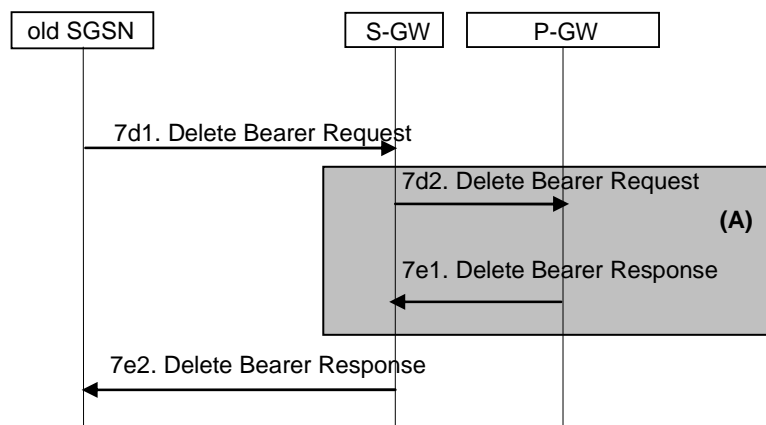 old SGSN
S-GW
P-GW
7d1. Delete Bearer Request
7d2. Delete Bearer Request
(A)
7e1. Delete Bearer Response
7e2. Delete Bearer Response